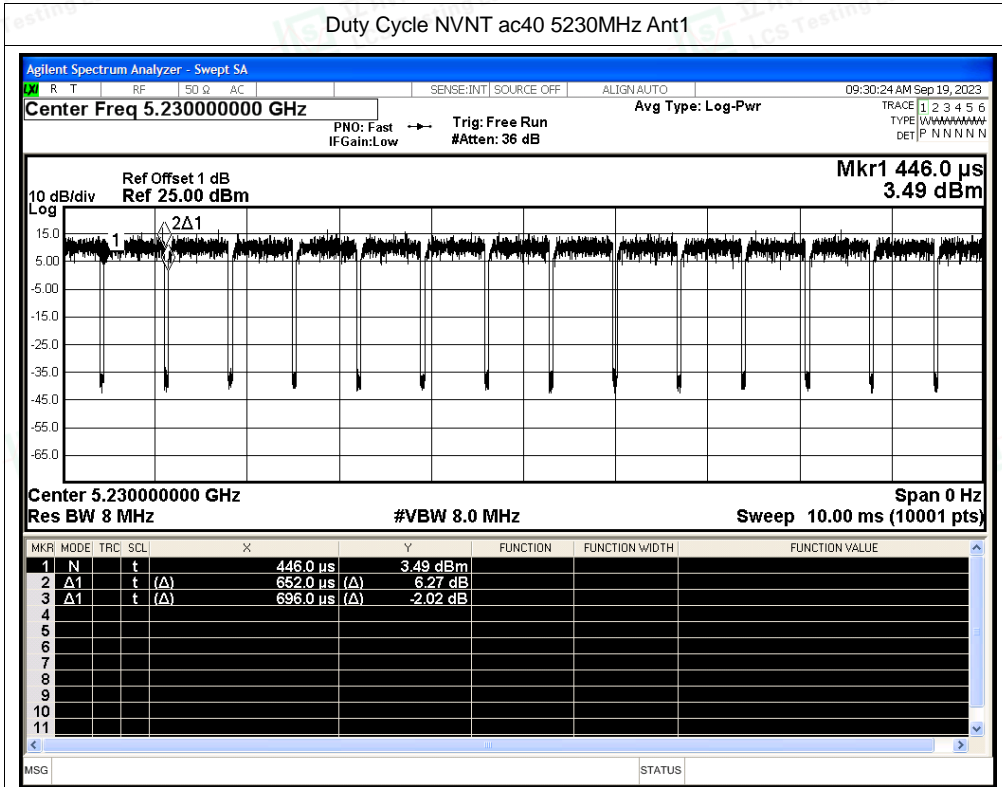 Duty Cycle NVNT ac40 5230MHz Ant1
Agilent Spectrum Analyzer - Swept SA
LXI R T RF 50 Ω AC SENSE:INT SOURCE OFF ALIGN AUTO 09:30:24 AM Sep 19, 2023
Center Freq 5.230000000 GHz Avg Type: Log-Pwr TRACE 1 2 3 4 5 6
PNO: Fast Trig: Free Run TYPE WWWWWW
IFGain:Low #Atten: 36 dB DET P N N N N N
Mkr1 446.0 µs
Ref Offset 1 dB
10 dB/div Ref 25.00 dBm 3.49 dBm
Log
15.0
1
2Δ1
5.00
-5.00
-15.0
-25.0
-35.0
-45.0
-55.0
-65.0
Center 5.230000000 GHz Span 0 Hz
Res BW 8 MHz #VBW 8.0 MHz Sweep 10.00 ms (10001 pts)
MKR MODE TRC SCL X Y FUNCTION FUNCTION WIDTH FUNCTION VALUE
1 N t 446.0 µs 3.49 dBm
2 Δ1 t (Δ) 652.0 µs (Δ) 6.27 dB
3 Δ1 t (Δ) 696.0 µs (Δ) -2.02 dB
4
5
6
7
8
9
10
11
MSG STATUS